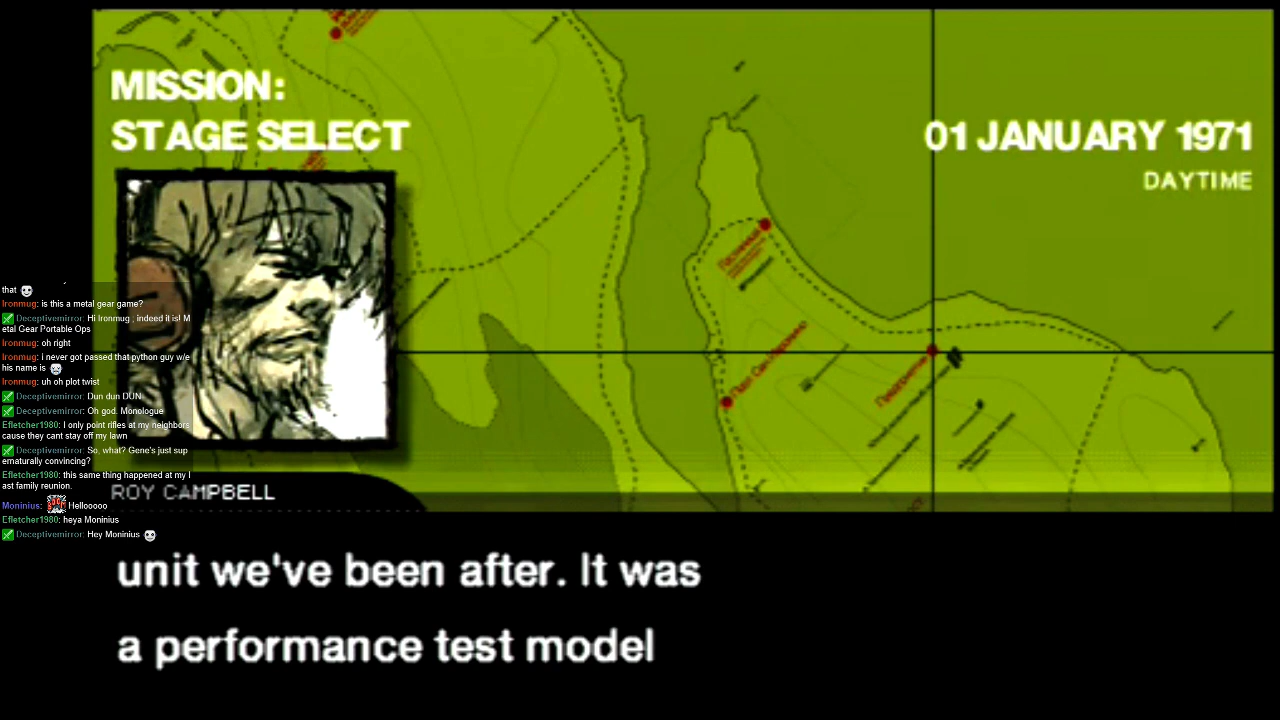 MISSION:
STAGE SELECT
01 JANUARY 1971
DAYTIME
that
Ironmug: is this a metal gear game?
Deceptivemirror: Hi Ironmug , indeed it is! M
etal Gear Portable Ops
Ironmug: oh right
Ironmug: i never got passed that python guy w/e
his name is
Ironmug: uh oh plot twist
Deceptivemirror: Dun dun DUN
Deceptivemirror: Oh god. Monologue
Efletcher1980: I only point rifles at my neighbors
cause they cant stay off my lawn
Deceptivemirror: So, what? Gene's just sup
ernaturally convincing?
Efletcher1980: this same thing happened at my l
ast family reunion.
Moninius: Hellooooo
Efletcher1980: heya Moninius
Deceptivemirror: Hey Moninius
ROY CAMPBELL
unit we've been after. It was
a performance test model